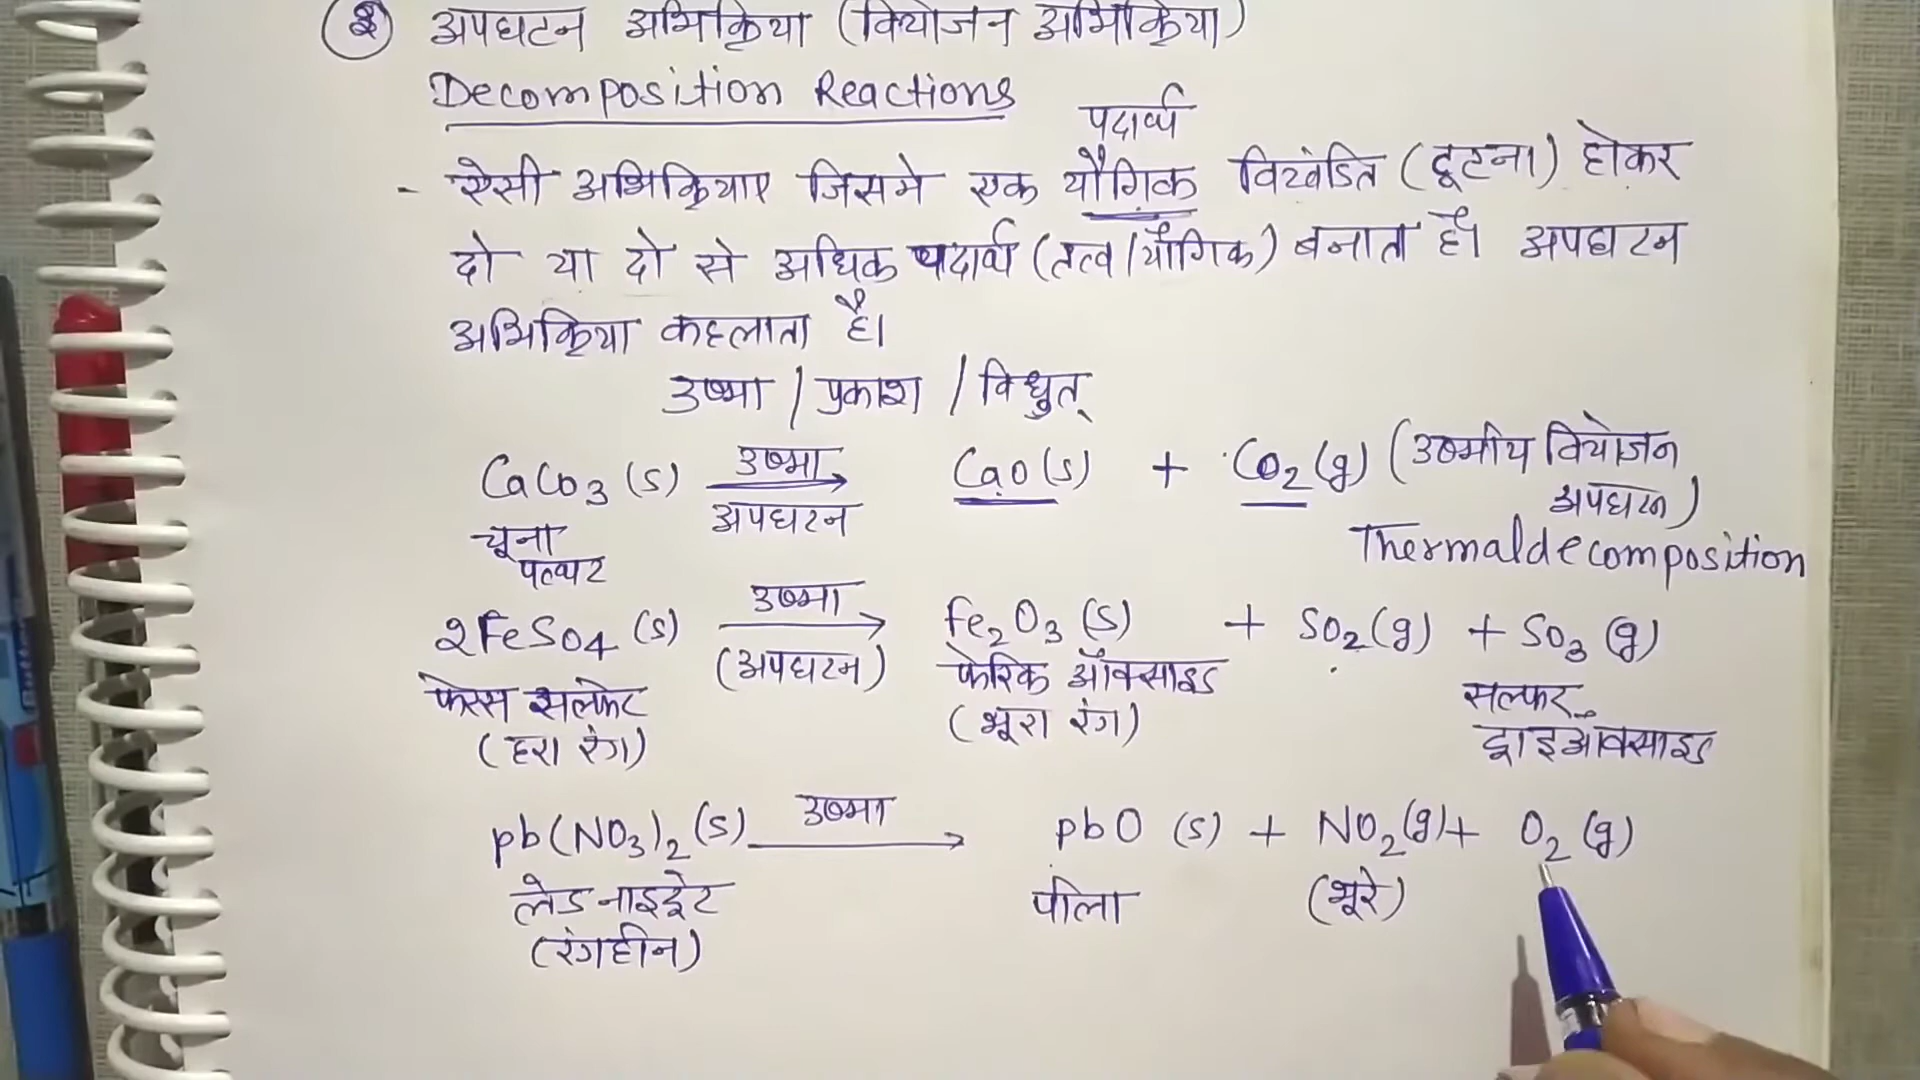 ② अपघटन अभिक्रिया (वियोजन अभिक्रिया)
Decomposition Reactions
पदार्थ
- ऐसी अभिक्रियाए जिसमे एक यौगिक विखंडित (टूटना) होकर
दो या दो से अधिक पदार्थ (तत्व/यौगिक) बनाता है। अपघटन
अभिक्रिया कहलाता है।
उष्मा / प्रकाश / विधुत्
CaCo3 (s) उष्मा→ अपघटन CaO(s) + CO2 (g) (उष्मीय वियोजन
चूना पत्थर अपघटन)
Thermaldecomposition
2FeSO4 (s) उष्मा→ (अपघटन) Fe2O3 (s) + SO2 (g) + SO3 (g)
फेरस सल्फेट फेरिक ऑक्साइड सल्फर
(हरा रंग) (भूरा रंग) ट्राइऑक्साइड
pb(NO3)2 (s) उष्मा→ pbO (s) + NO2 (g) + O2 (g)
लेड नाइट्रेट पीला (भूरे)
(रंगहीन)